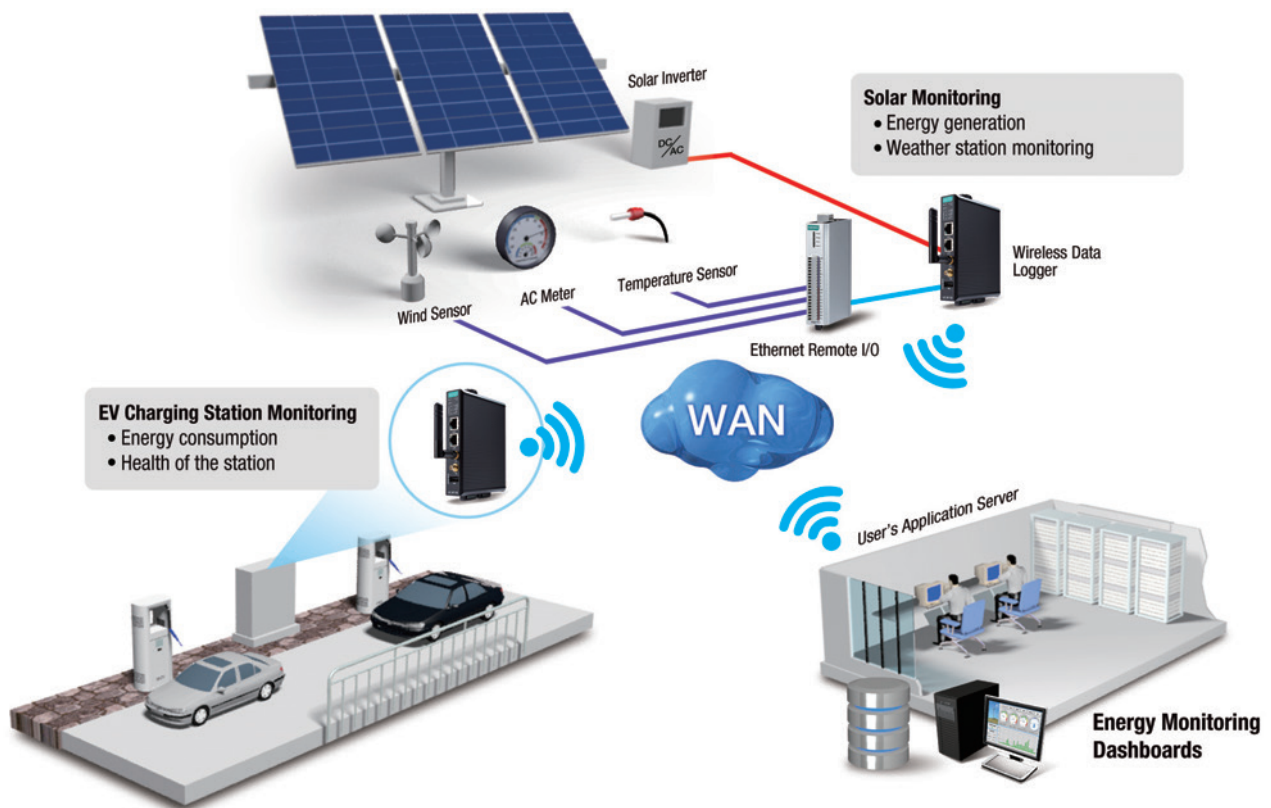 Solar Inverter
DC/
AC
Solar Monitoring
• Energy generation
• Weather station monitoring
Wireless Data
Logger
Temperature Sensor
AC Meter
Wind Sensor
Ethernet Remote I/O
WAN
EV Charging Station Monitoring
• Energy consumption
• Health of the station
User's Application Server
Energy Monitoring
Dashboards